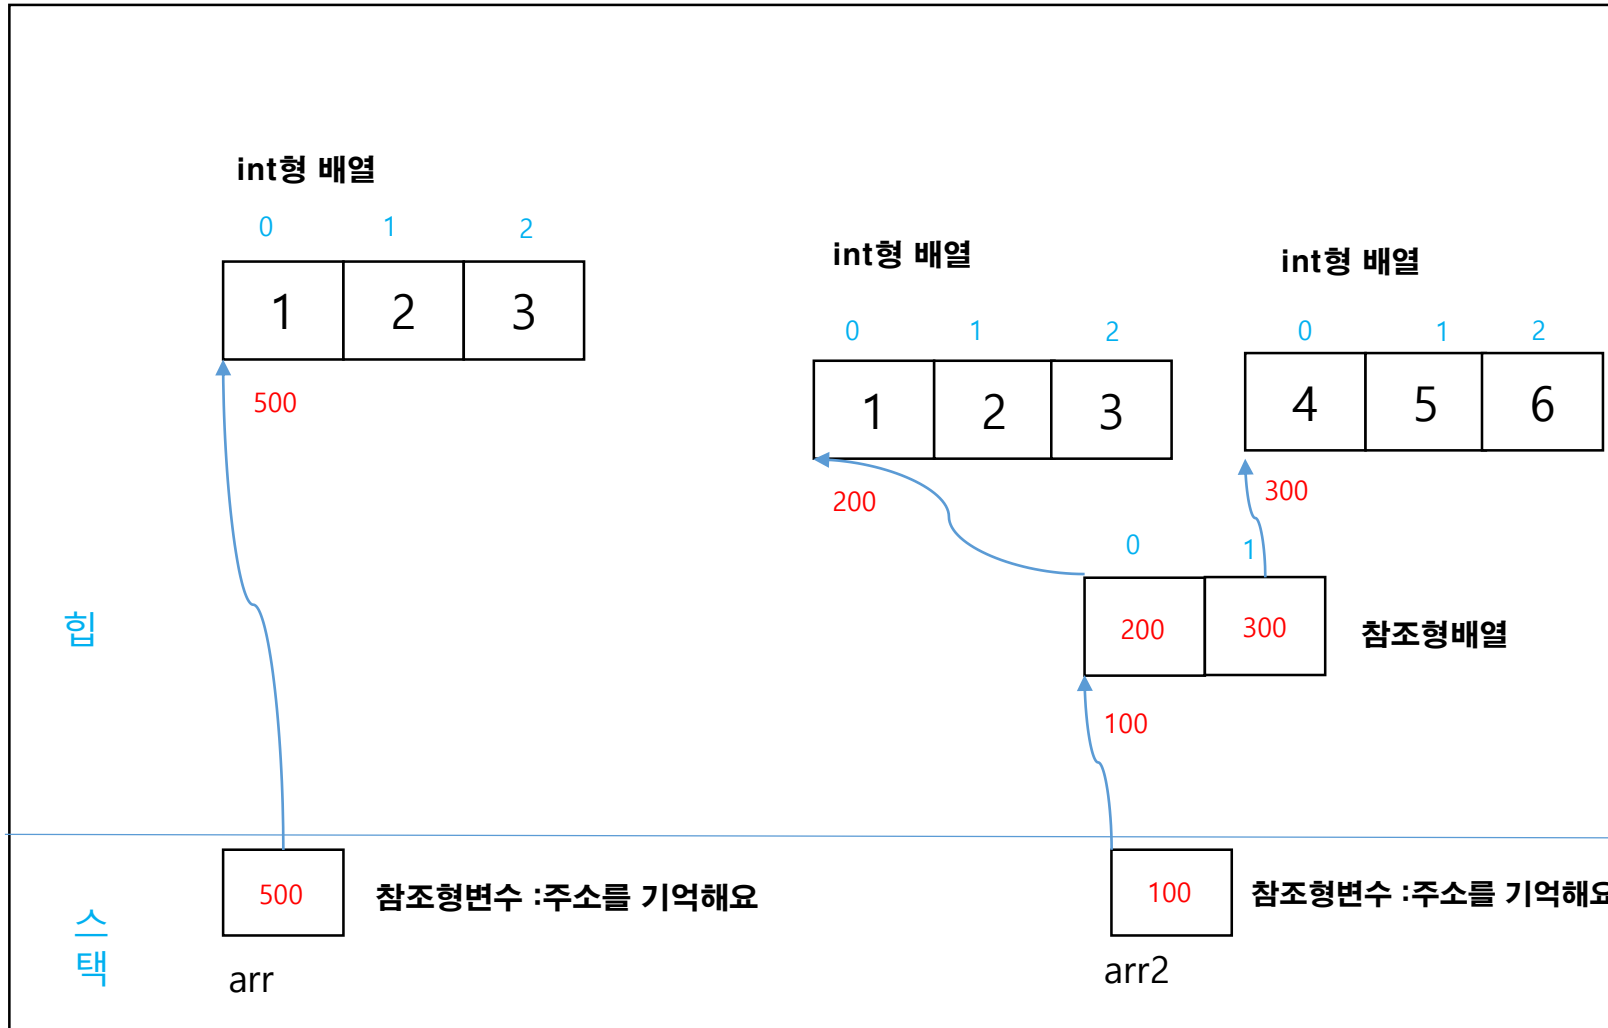 int형 배열
0 1 2
1 2 3
500
int형 배열
0 1 2
1 2 3
200
int형 배열
0 1 2
4 5 6
300
0 1
200 300
참조형배열
100
힙
500
참조형변수 :주소를 기억해요
arr
100
참조형변수 :주소를 기억해요
arr2
스
택